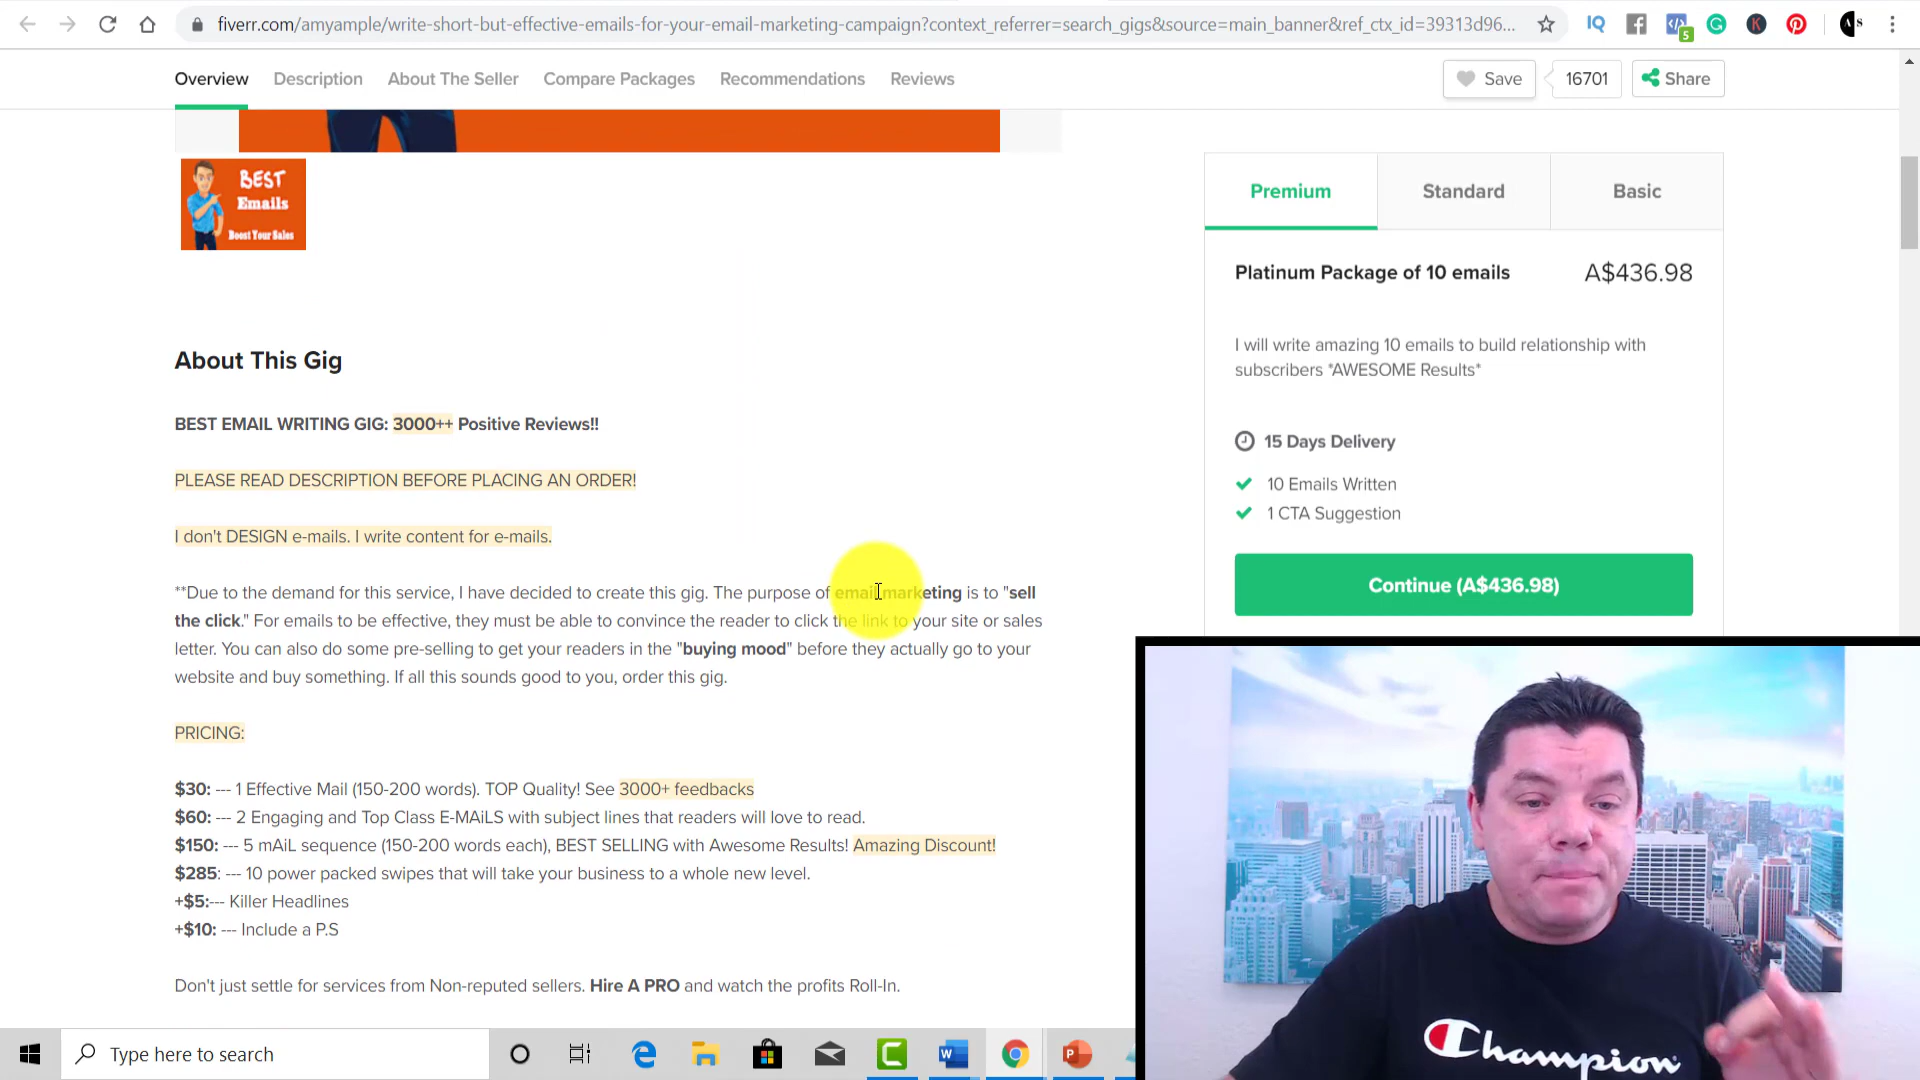 fiverr.com/amyample/write-short-but-effective-emails-for-your-email-marketing-campaign?context_referrer=search_gigs&source=main_banner&ref_ctx_id=39313d96...
Overview Description About The Seller Compare Packages Recommendations Reviews
Save 16701 Share
BEST
Emails
Boost Your Sales
Premium Standard Basic
Platinum Package of 10 emails A$436.98
I will write amazing 10 emails to build relationship with
subscribers *AWESOME Results*
15 Days Delivery
10 Emails Written
1 CTA Suggestion
Continue (A$436.98)
About This Gig
BEST EMAIL WRITING GIG: 3000++ Positive Reviews!!
PLEASE READ DESCRIPTION BEFORE PLACING AN ORDER!
I don't DESIGN e-mails. I write content for e-mails.
**Due to the demand for this service, I have decided to create this gig. The purpose of email marketing is to "sell
the click." For emails to be effective, they must be able to convince the reader to click the link to your site or sales
letter. You can also do some pre-selling to get your readers in the "buying mood" before they actually go to your
website and buy something. If all this sounds good to you, order this gig.
PRICING:
$30: --- 1 Effective Mail (150-200 words). TOP Quality! See 3000+ feedbacks
$60: --- 2 Engaging and Top Class E-MAiLS with subject lines that readers will love to read.
$150: --- 5 mAiL sequence (150-200 words each), BEST SELLING with Awesome Results! Amazing Discount!
$285: --- 10 power packed swipes that will take your business to a whole new level.
+$5:--- Killer Headlines
+$10: --- Include a P.S
Don't just settle for services from Non-reputed sellers. Hire A PRO and watch the profits Roll-In.
Champion
Type here to search